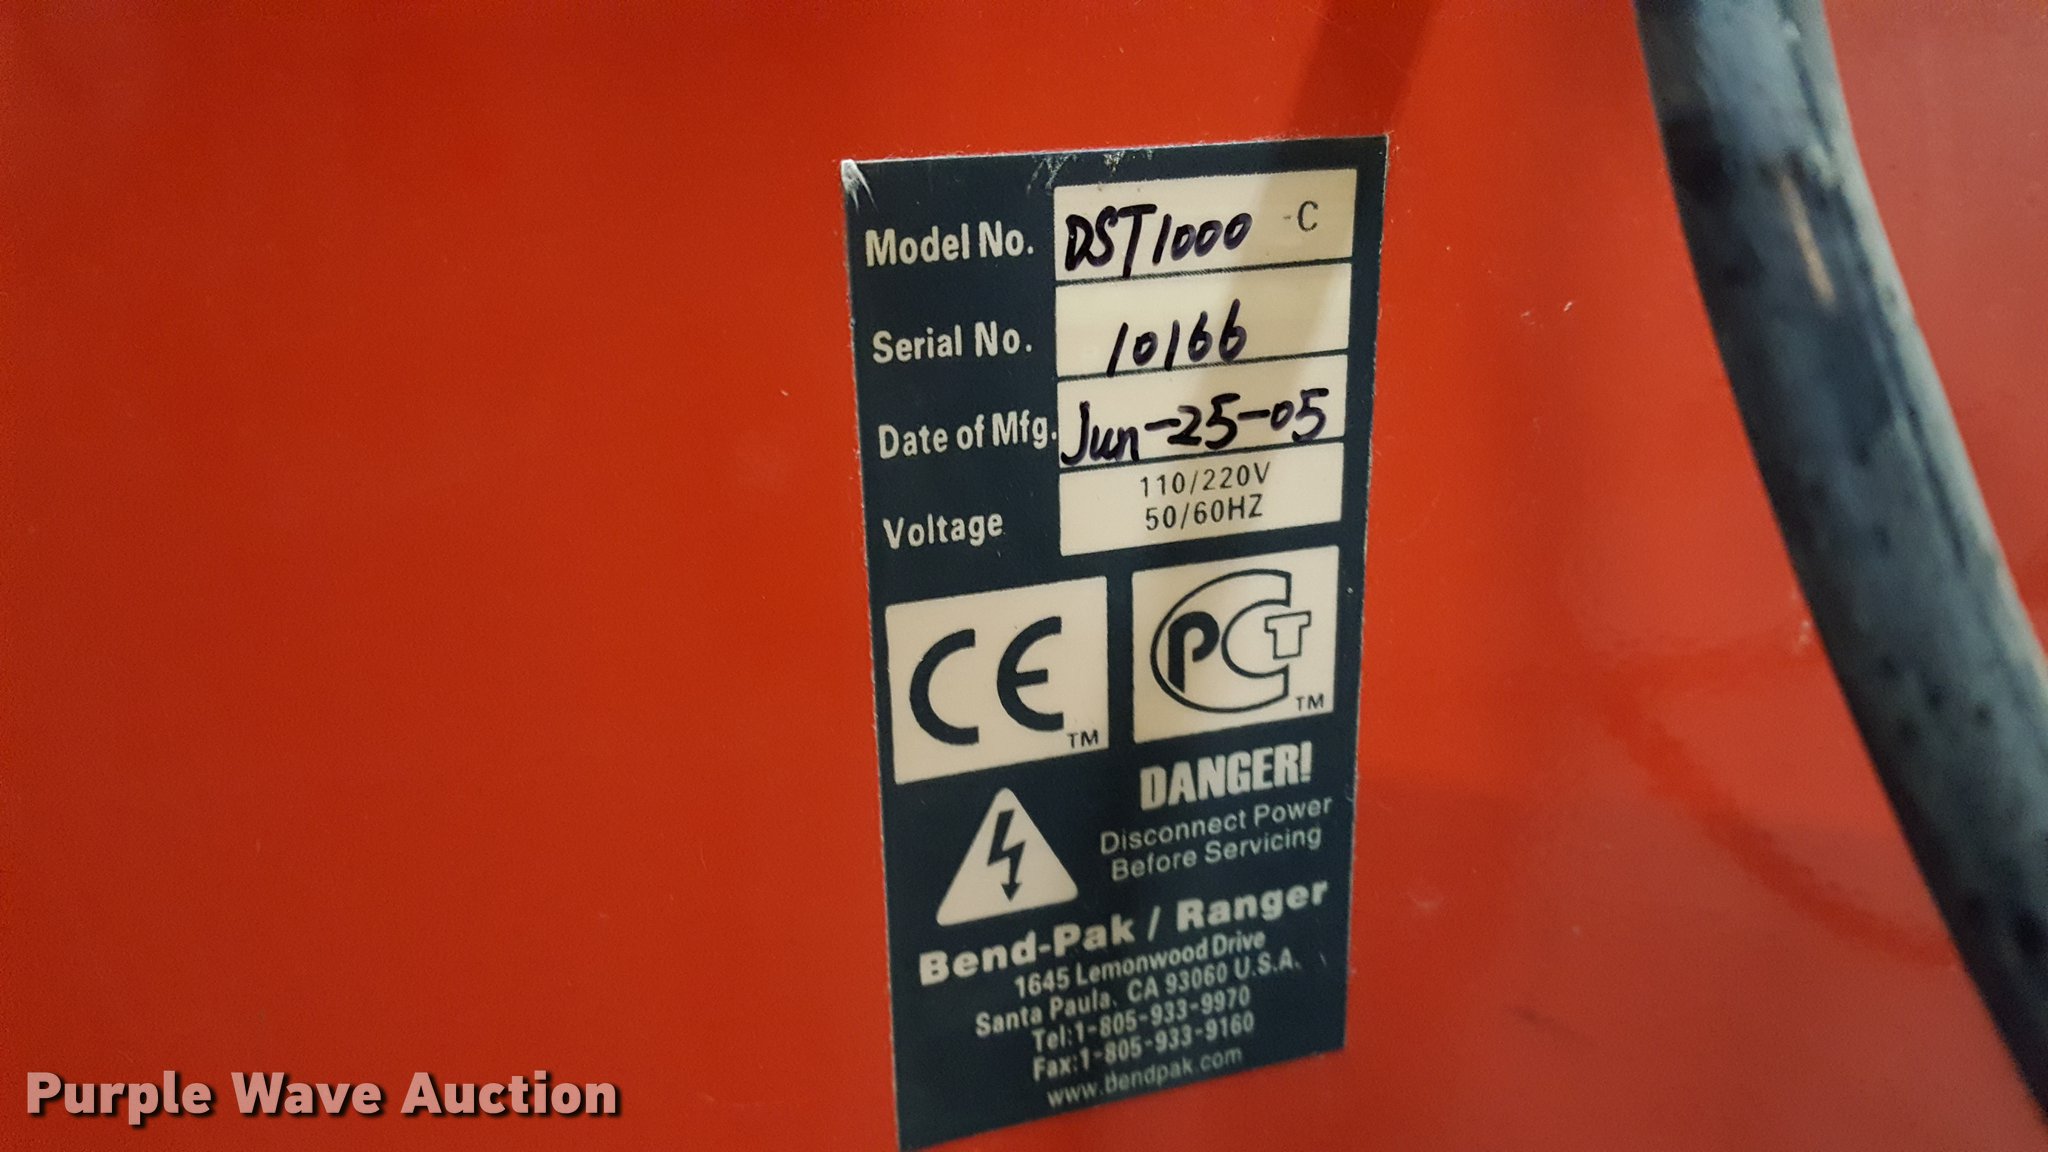 Model No. DST1000 -C
Serial No. 10166
Date of Mfg. Jun-25-05
Voltage 110/220V
50/60HZ
CE TM
PCT TM
DANGER!
Disconnect Power
Before Servicing
Bend-Pak / Ranger
1645 Lemonwood Drive
Santa Paula, CA 93060 U.S.A.
Tel:1-805-933-9970
Fax:1-805-933-9160
www.bendpak.com
Purple Wave Auction